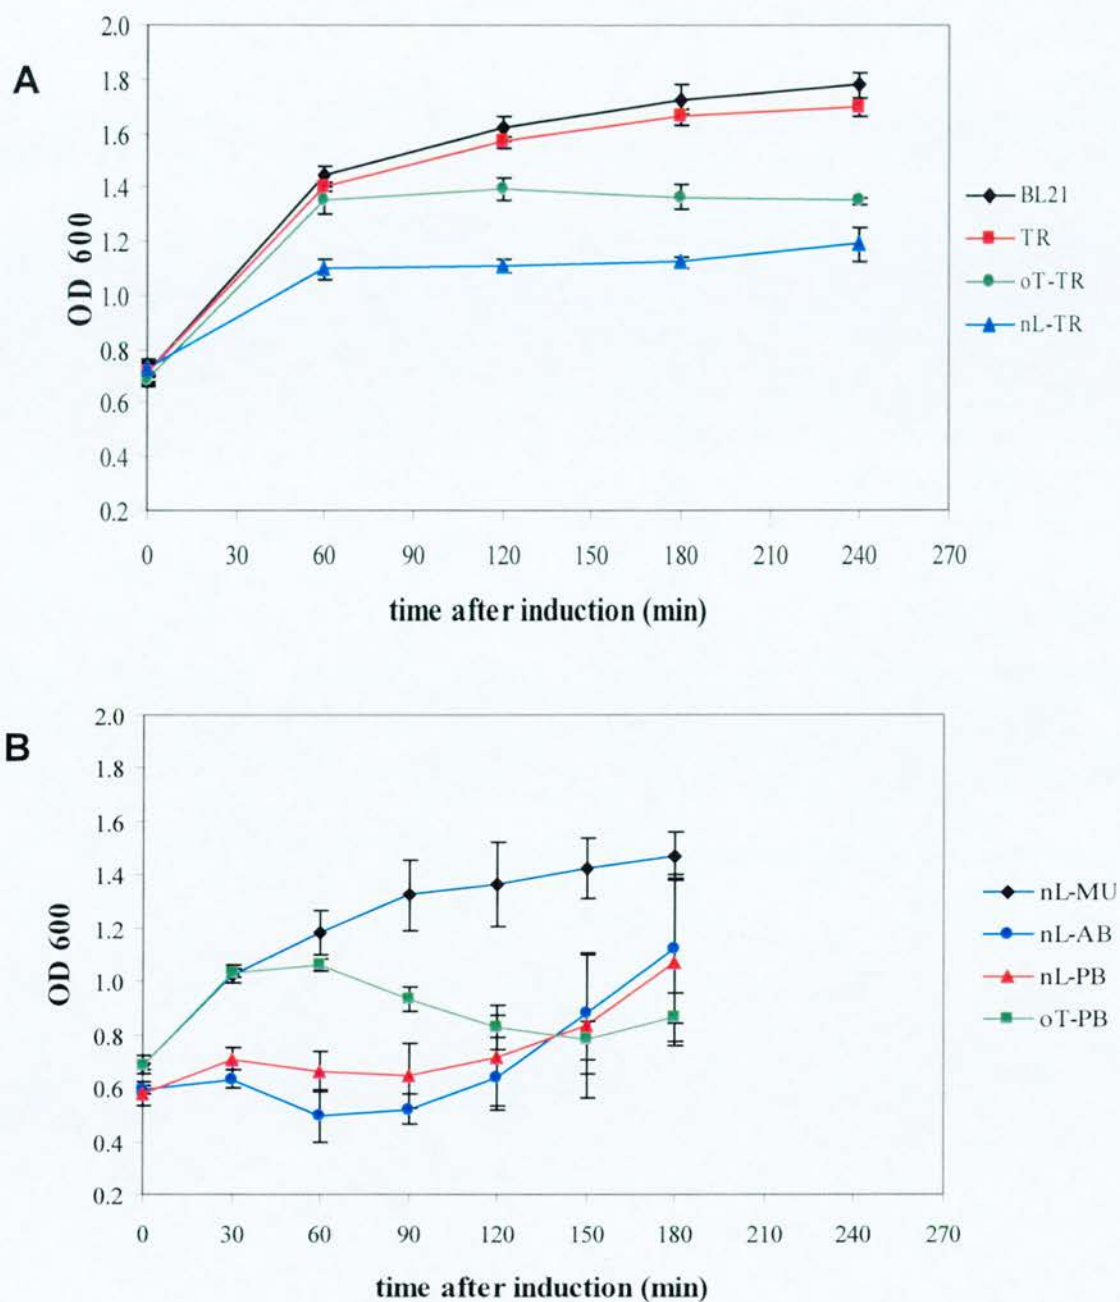 A
OD 600
2.0
1.8
1.6
1.4
1.2
1.0
0.8
0.6
0.4
0.2
0 30 60 90 120 150 180 210 240 270
time after induction (min)
BL21
TR
oT-TR
nL-TR
B
OD 600
2.0
1.8
1.6
1.4
1.2
1.0
0.8
0.6
0.4
0.2
0 30 60 90 120 150 180 210 240 270
time after induction (min)
nL-MU
nL-AB
nL-PB
oT-PB